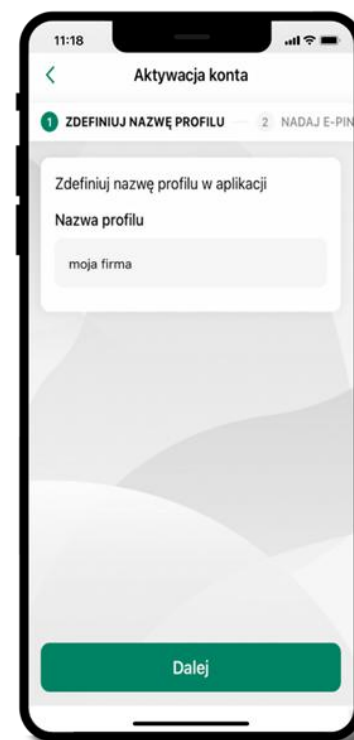 11:18
Aktywacja konta
1 ZDEFINIUJ NAZWĘ PROFILU 2 NADAJ E-PIN
Zdefiniuj nazwę profilu w aplikacji
Nazwa profilu
moja firma
Dalej